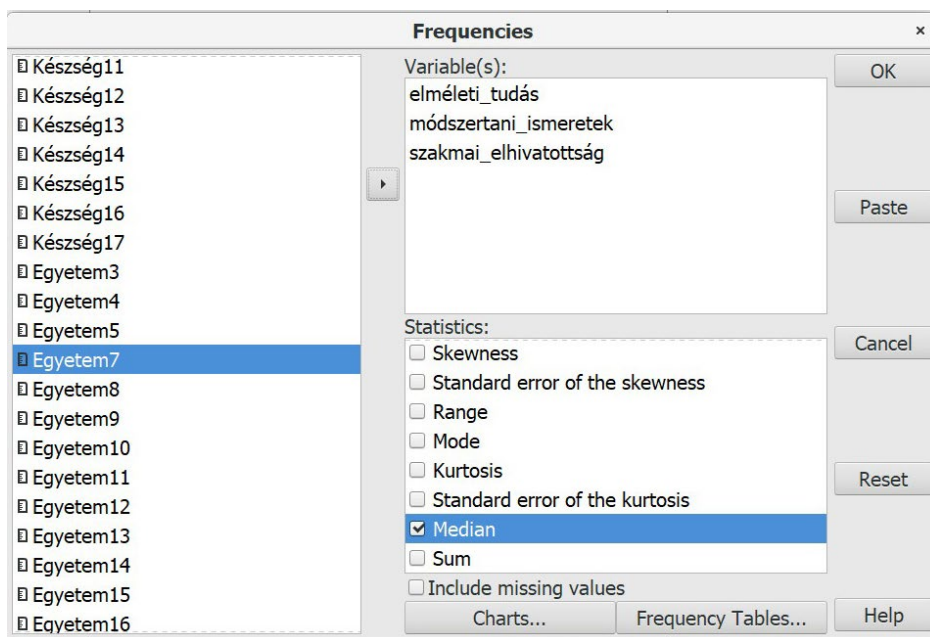 Frequencies
×
Készség11
Készség12
Készség13
Készség14
Készség15
Készség16
Készség17
Egyetem3
Egyetem4
Egyetem5
Egyetem7
Egyetem8
Egyetem9
Egyetem10
Egyetem11
Egyetem12
Egyetem13
Egyetem14
Egyetem15
Egyetem16
Variable(s):
elméleti_tudás
módszertani_ismeretek
szakmai_elhivatottság
Statistics:
Skewness
Standard error of the skewness
Range
Mode
Kurtosis
Standard error of the kurtosis
Median
Sum
Include missing values
Charts...
Frequency Tables...
OK
Paste
Cancel
Reset
Help